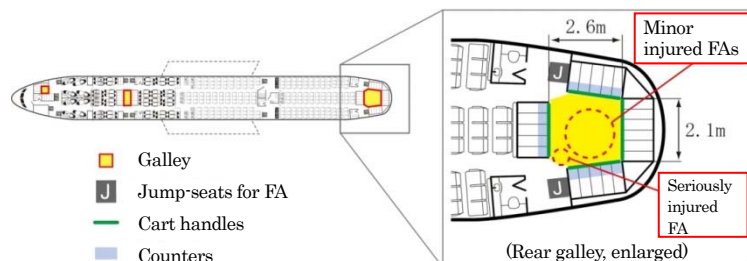 2.6m
Minor
injured FAs
J
2.1m
J
Seriously
injured
FA
(Rear galley, enlarged)
Galley
J Jump-seats for FA
Cart handles
Counters